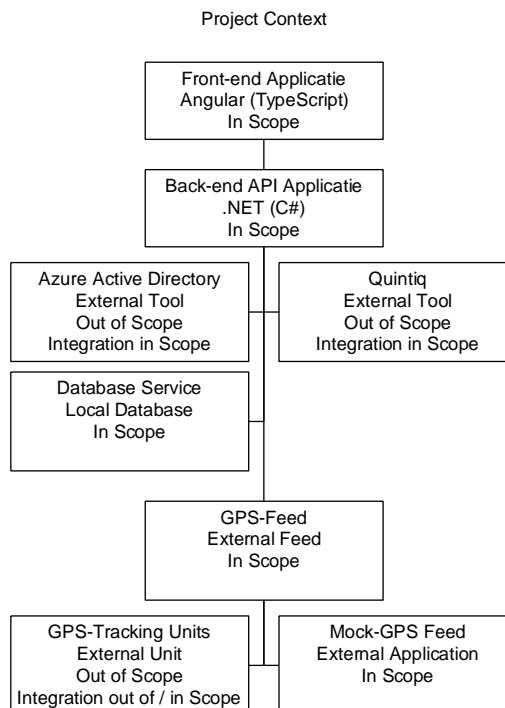 Project Context
Front-end Applicatie
Angular (TypeScript)
In Scope
Back-end API Applicatie
.NET (C#)
In Scope
Azure Active Directory
External Tool
Out of Scope
Integration in Scope
Quintiq
External Tool
Out of Scope
Integration in Scope
Database Service
Local Database
In Scope
GPS-Feed
External Feed
In Scope
GPS-Tracking Units
External Unit
Out of Scope
Integration out of / in Scope
Mock-GPS Feed
External Application
In Scope